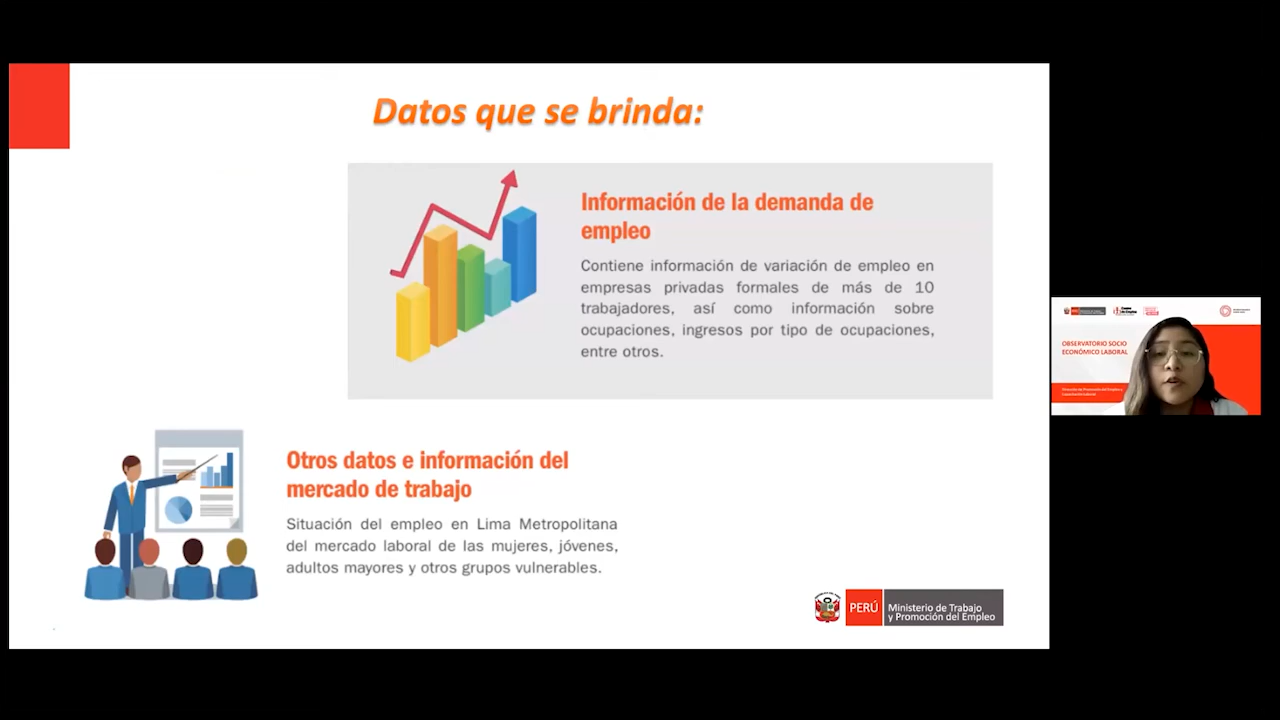 Datos que se brinda:
Información de la demanda de
empleo
Contiene información de variación de empleo en
empresas privadas formales de más de 10
trabajadores, así como información sobre
ocupaciones, ingresos por tipo de ocupaciones,
entre otros.
Otros datos e información del
mercado de trabajo
Situación del empleo en Lima Metropolitana
del mercado laboral de las mujeres, jóvenes,
adultos mayores y otros grupos vulnerables.
PERÚ
Ministerio de Trabajo
y Promoción del Empleo
OBSERVATORIO SOCIO
ECONÓMICO LABORAL